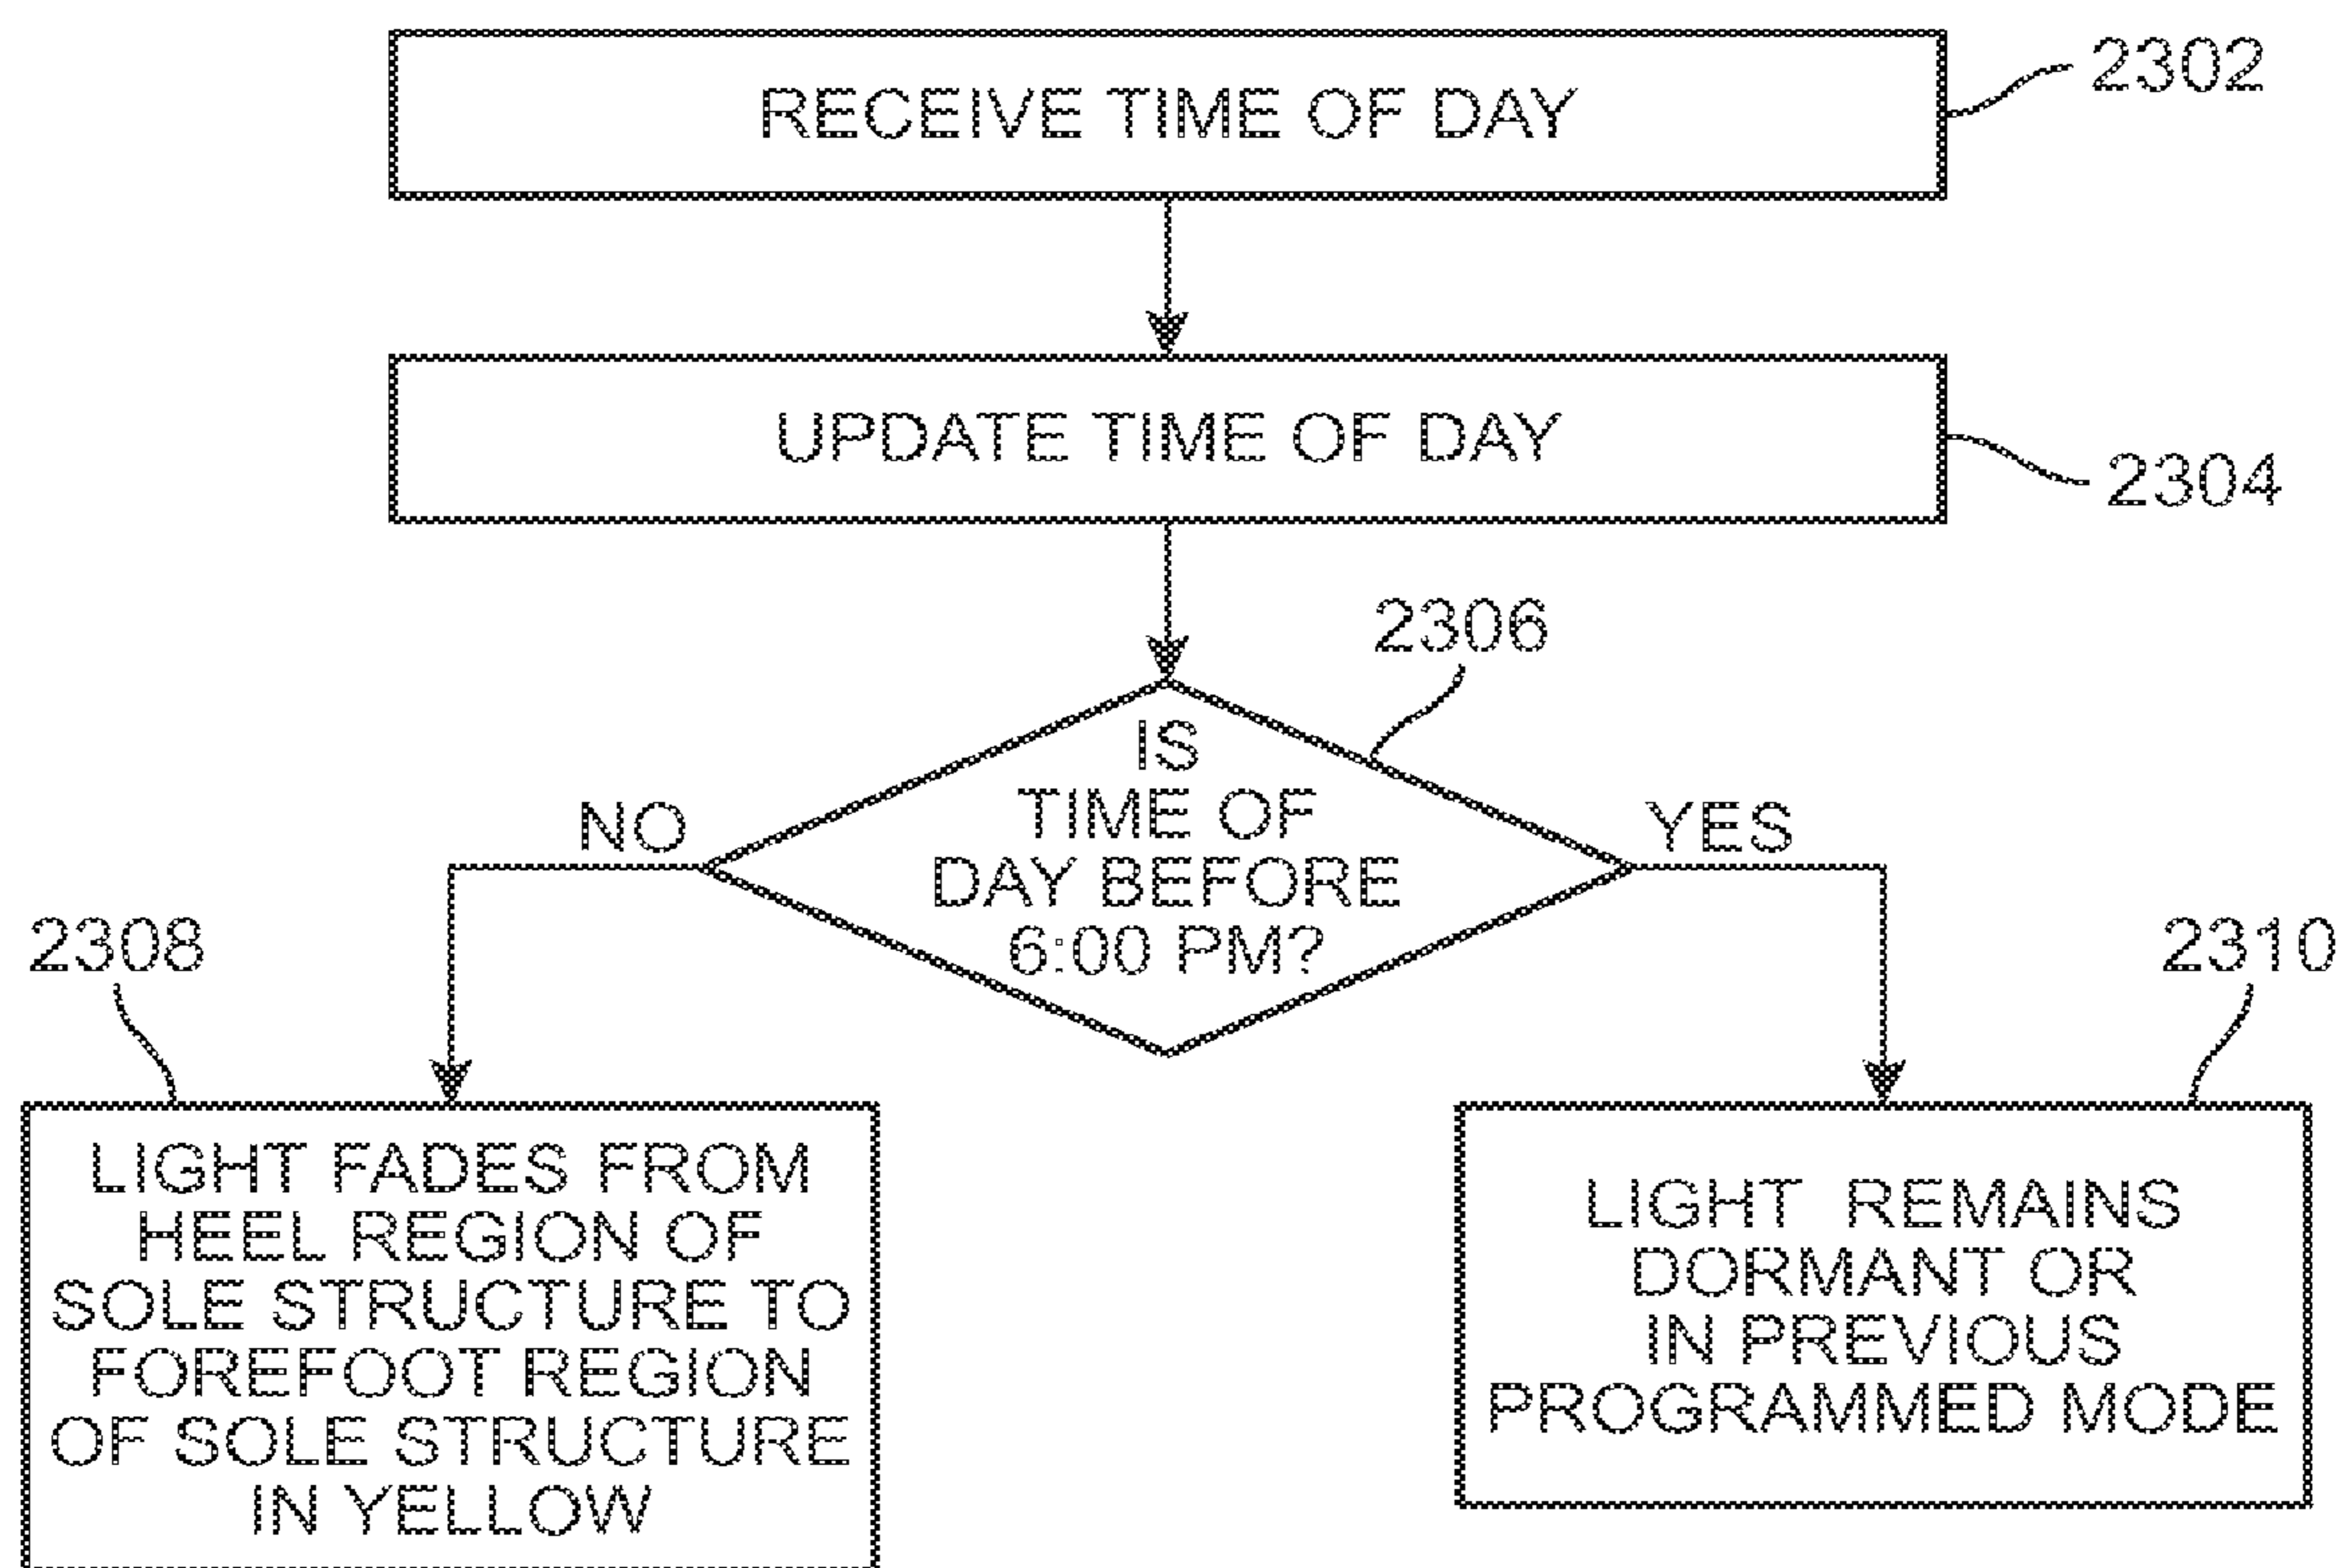 RECEIVE TIME OF DAY
2302
UPDATE TIME OF DAY
2304
2306
IS
TIME OF
DAY BEFORE
6:00 PM?
NO
YES
2308
2310
LIGHT FADES FROM
HEEL REGION OF
SOLE STRUCTURE TO
FOREFOOT REGION
OF SOLE STRUCTURE
IN YELLOW
LIGHT REMAINS
DORMANT OR
IN PREVIOUS
PROGRAMMED MODE